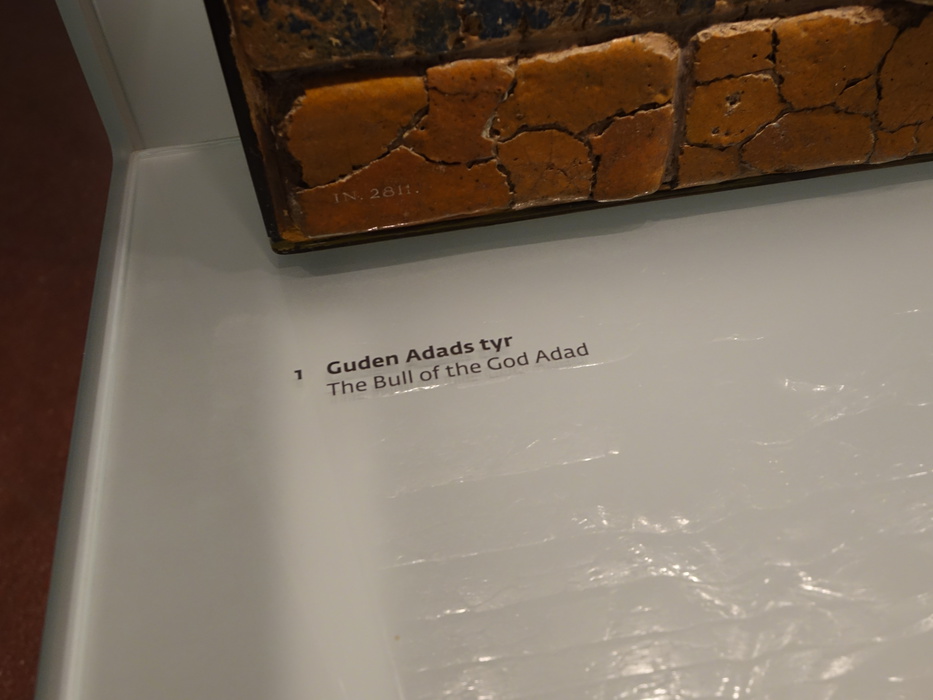 IN. 2811.
1 Guden Adads tyr
The Bull of the God Adad